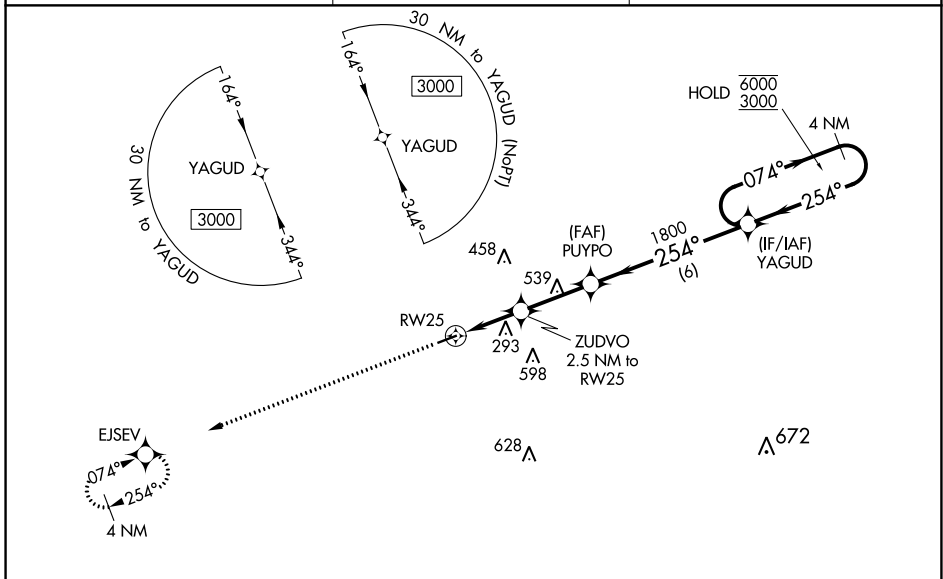 30 NM to YAGUD
164°
YAGUD
3000
344°
30 NM to YAGUD (NoPT)
164°
3000
YAGUD
344°
HOLD 6000
3000
4 NM
074°
254°
(IF/IAF)
YAGUD
1800
254°
(6)
(FAF)
PUYPO
458
539
RW25
293
598
ZUDVO
2.5 NM to
RW25
628
672
EJSEV
074°
254°
4 NM